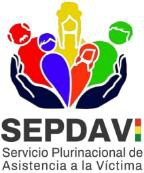 SEPDAVI
Servicio Plurinacional de
Asistencia a la Víctima